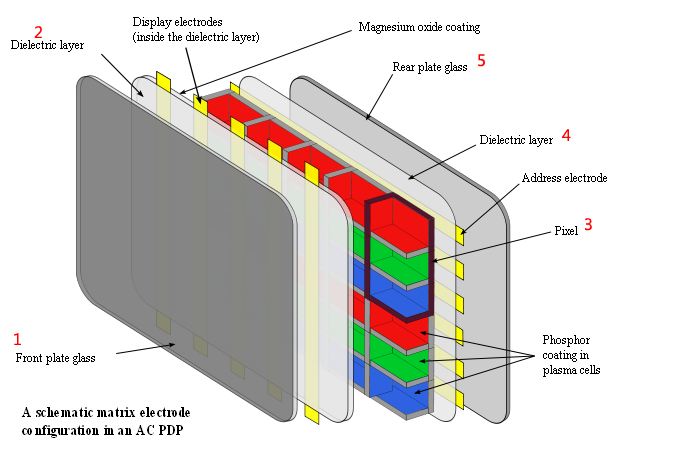 2
Dielectric layer
Display electrodes
(inside the dielectric layer)
Magnesium oxide coating
Rear plate glass 5
Dielectric layer 4
Address electrode
Pixel 3
1
Front plate glass
Phosphor
coating in
plasma cells
A schematic matrix electrode
configuration in an AC PDP